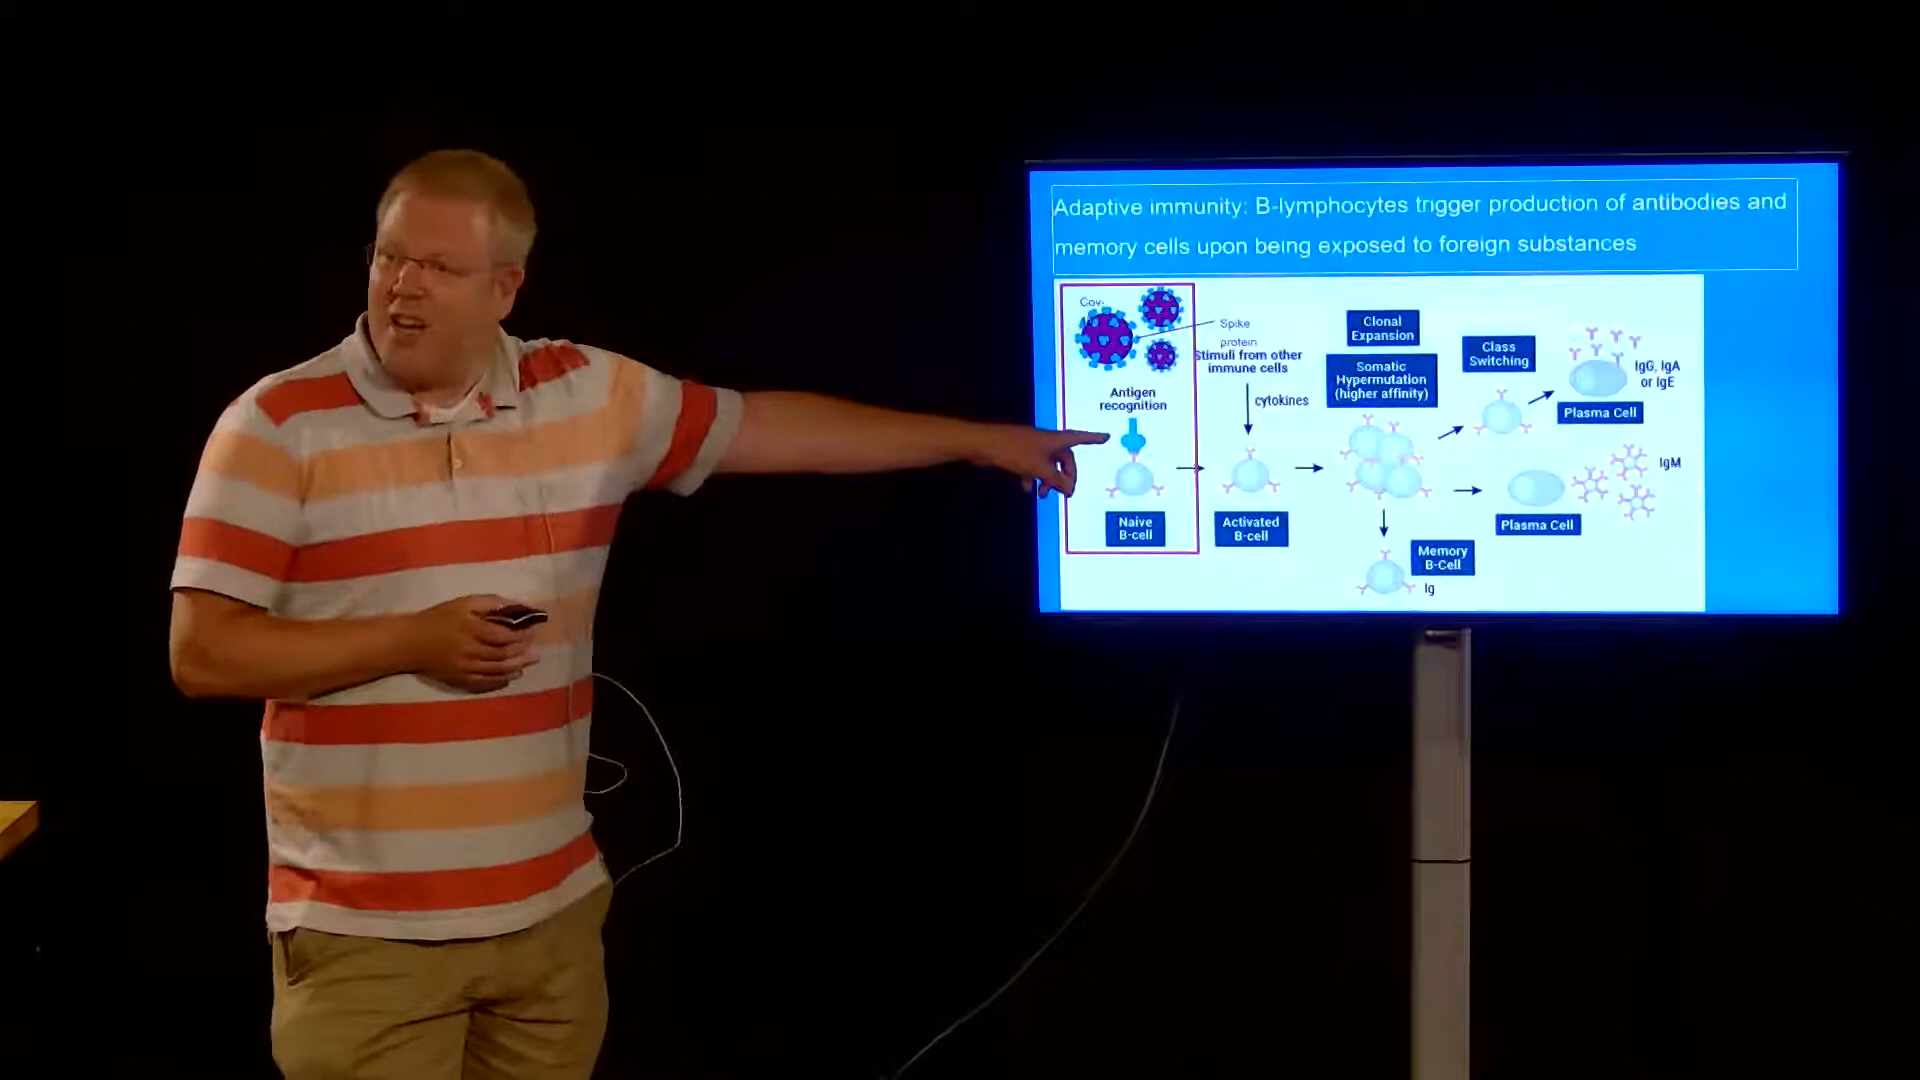 Adaptive immunity: B-lymphocytes trigger production of antibodies and
memory cells upon being exposed to foreign substances
Cov-
Spike
protein
Stimuli from other
immune cells
Antigen
recognition
cytokines
Naive
B-cell
Activated
B-cell
Clonal
Expansion
Somatic
Hypermutation
(higher affinity)
Class
Switching
IgG, IgA
or IgE
Plasma Cell
IgM
Plasma Cell
Memory
B-Cell
Ig